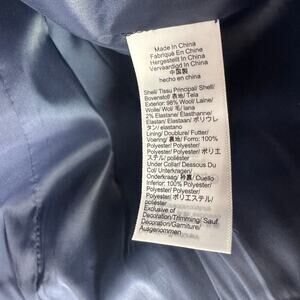 Made In China
Fabriqué En Chine
Hergestellt In China
Vervaardigd In China
中国製
hecho en china
Shell/ Tissu Principal/ Shell/
Bovenstof/ 表地/ Tela
Exterior: 98% Wool/ Laine/
Wolle/ Wol/ 毛/ lana
2% Elastane/ Elasthanne/
Elastan/ Elastaan/ ポリウレ
タン/ elastano
Lining/ Doublure/ Futter/
Voering/ 裏地/ Forro: 100%
Polyester/ Polyester/
Polyester/ Polyester/ ポリエ
ステル/ poliéster
Under Collar/ Dessous Du
Col/ Unterkragen/
Onderkraag/ 衿裏/ Cuello
Inferior: 100% Polyester/
Polyester/ Polyester/
Polyester/ ポリエステル/
poliéster
Exclusive of
Decoration/Trimming/ Sauf
Décoration/Garniture/
Ausgenommen